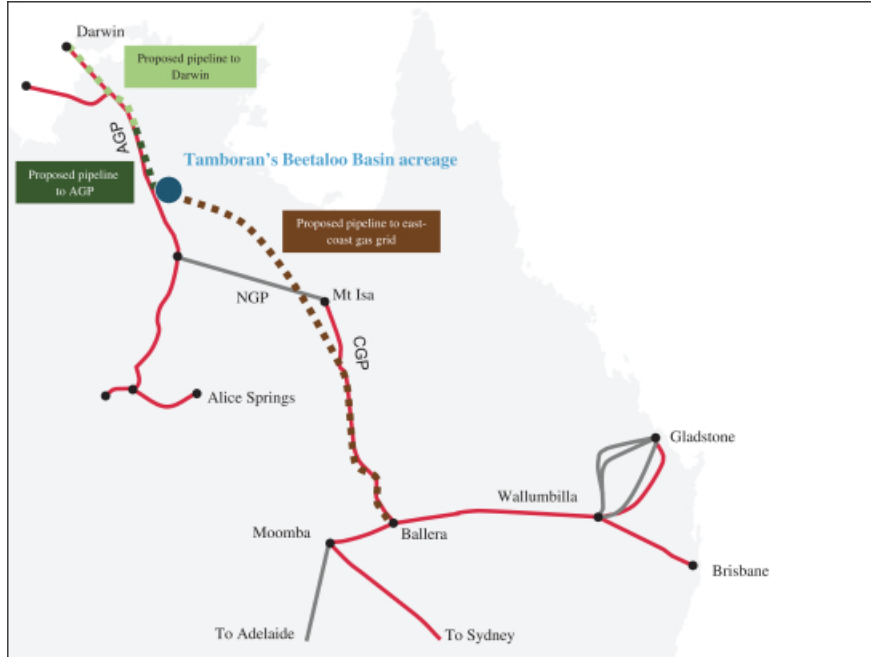 Darwin
Proposed pipeline to
Darwin
AGP
Tamboran's Beetaloo Basin acreage
Proposed pipeline
to AGP
Proposed pipeline to east-
coast gas grid
NGP
Mt Isa
CGP
Alice Springs
Gladstone
Wallumbilla
Moomba
Ballera
Brisbane
To Adelaide
To Sydney